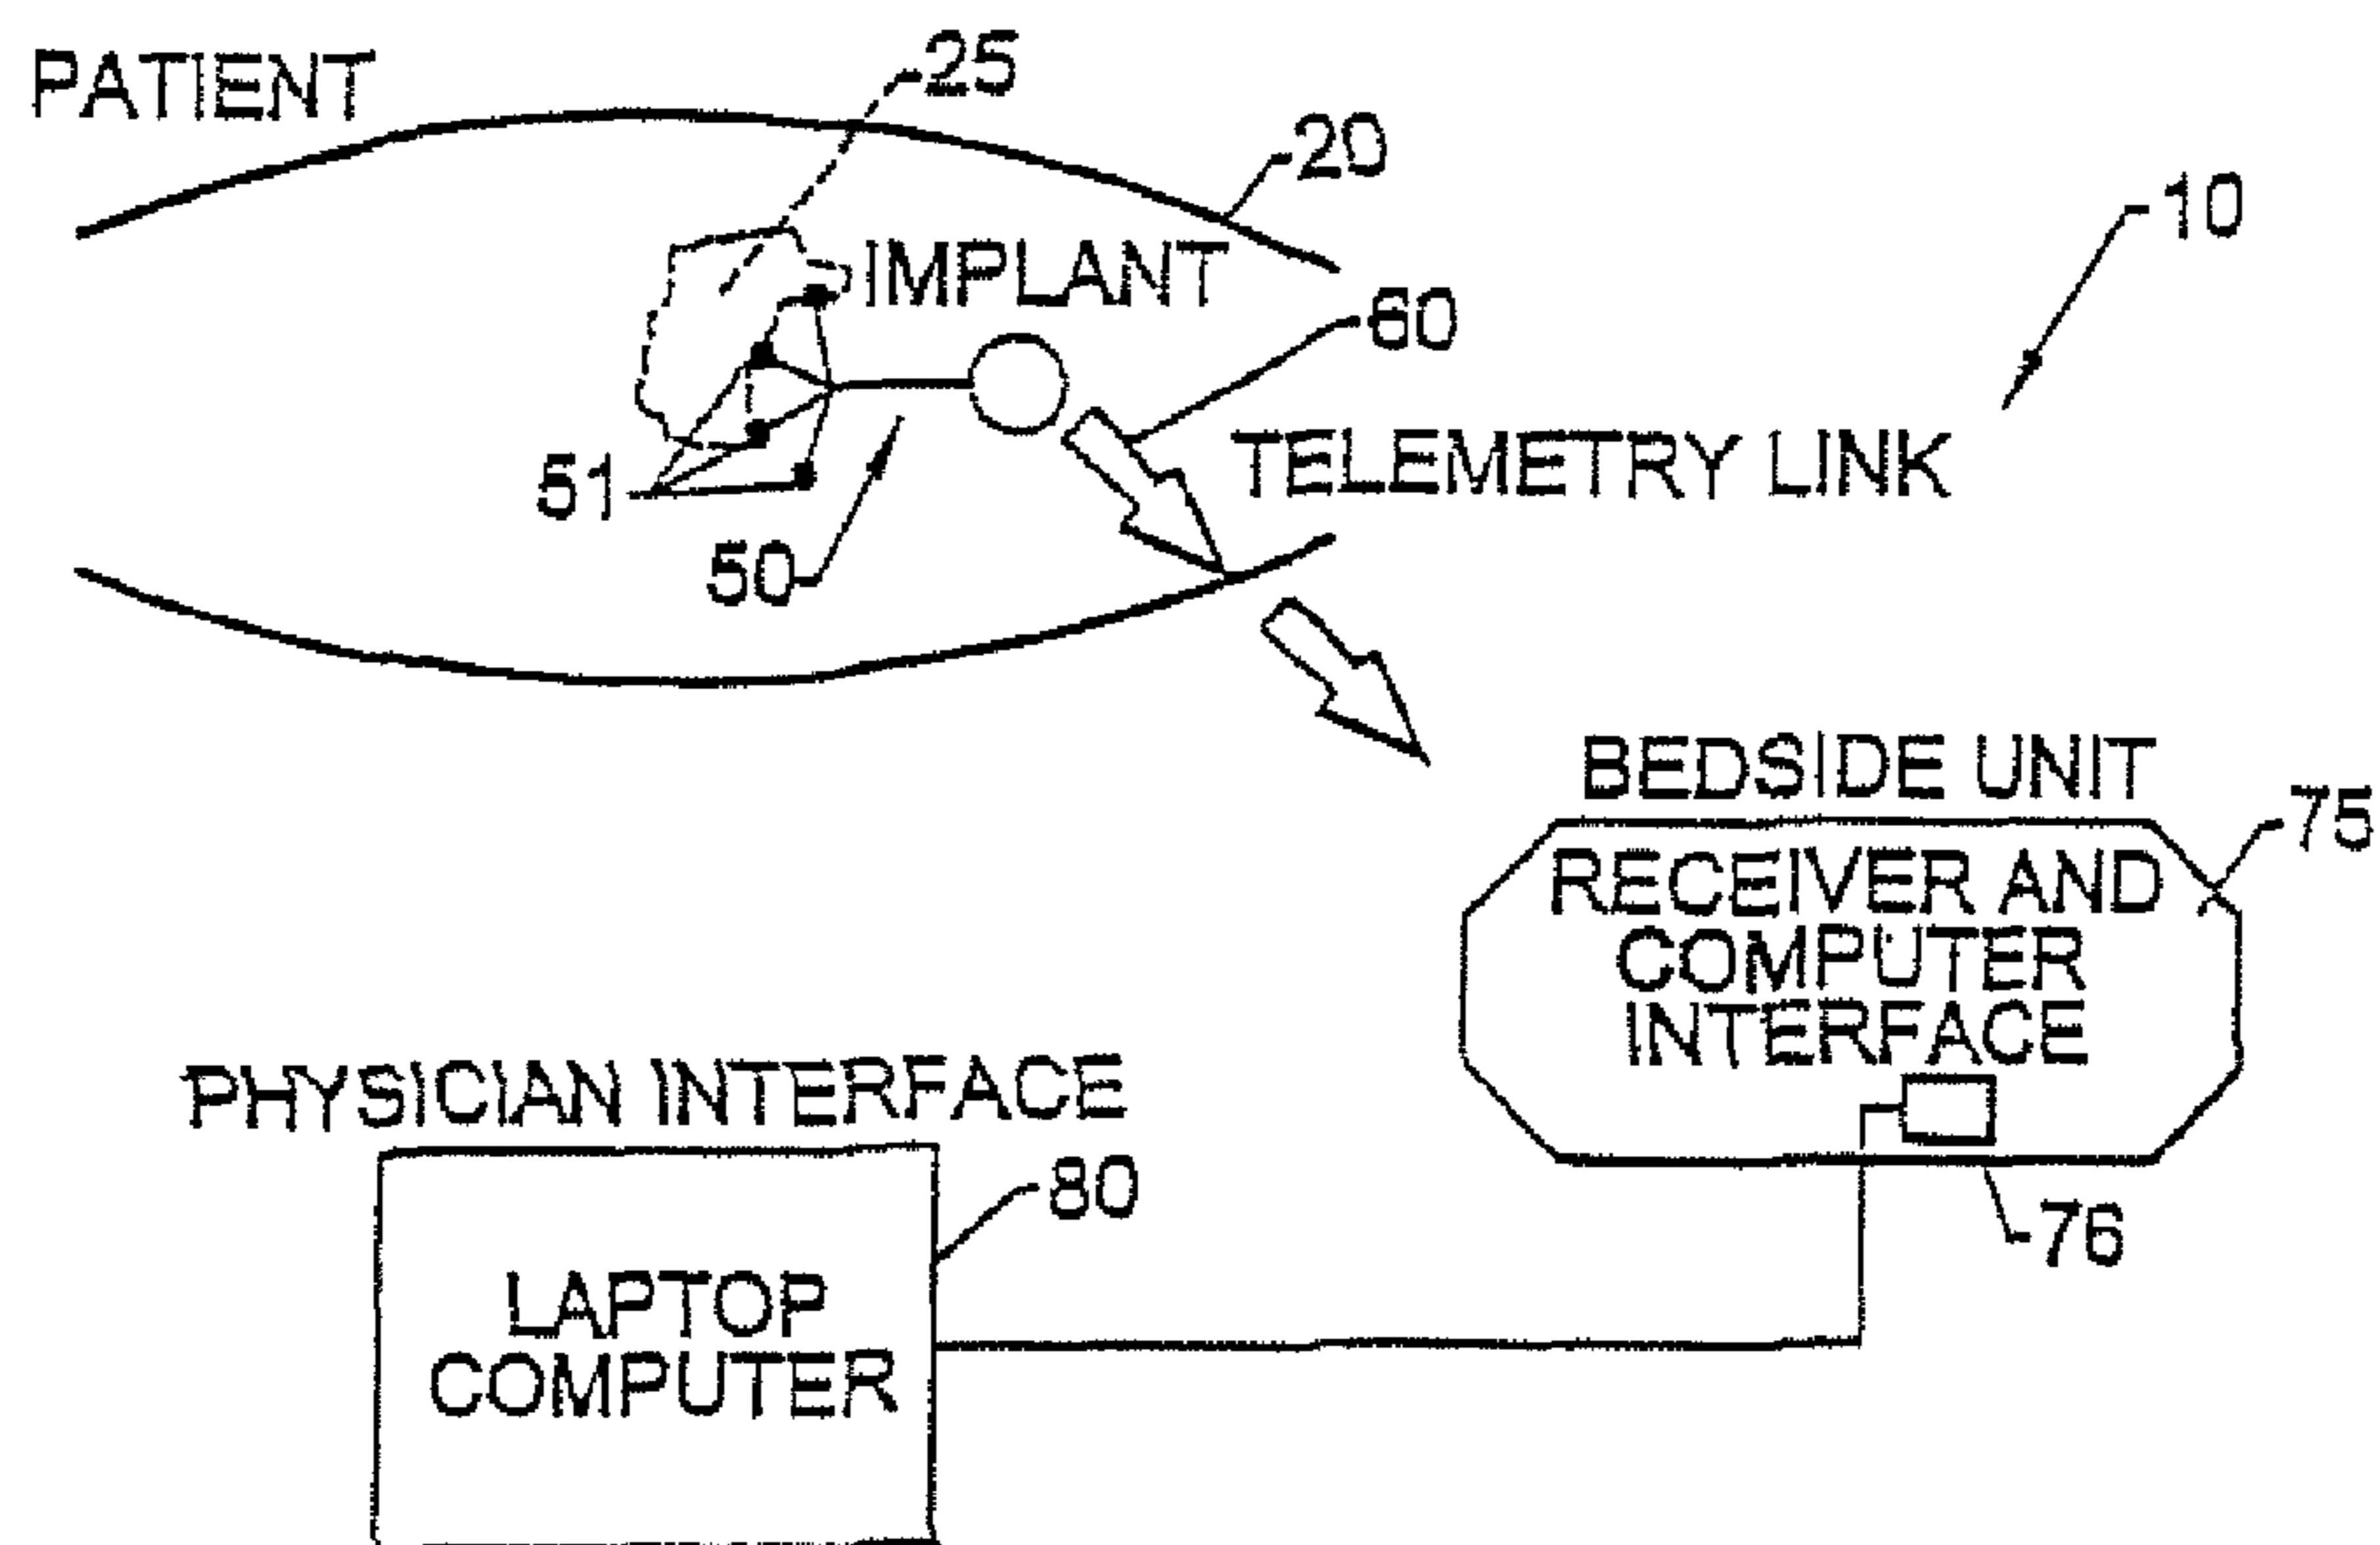 PATIENT
25
20
10
IMPLANT
60
TELEMETRY LINK
51
50
BEDSIDE UNIT
75
RECEIVER AND
COMPUTER
INTERFACE
76
PHYSICIAN INTERFACE
80
LAPTOP
COMPUTER